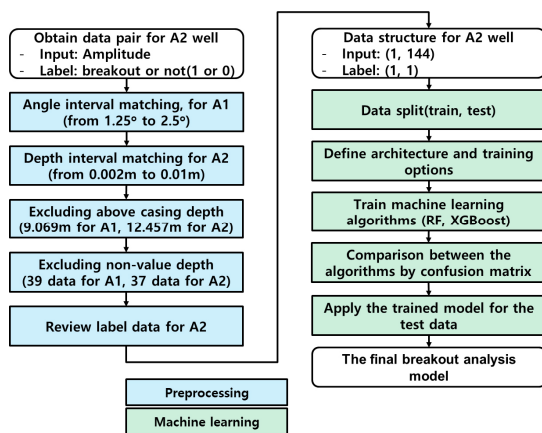 Obtain data pair for A2 well
- Input: Amplitude
- Label: breakout or not(1 or 0)
Angle interval matching, for A1
(from 1.25º to 2.5º)
Depth interval matching for A2
(from 0.002m to 0.01m)
Excluding above casing depth
(9.069m for A1, 12.457m for A2)
Excluding non-value depth
(39 data for A1, 37 data for A2)
Review label data for A2
Data structure for A2 well
- Input: (1, 144)
- Label: (1, 1)
Data split(train, test)
Define architecture and training
options
Train machine learning
algorithms (RF, XGBoost)
Comparison between the
algorithms by confusion matrix
Apply the trained model for the
test data
The final breakout analysis
model
Preprocessing
Machine learning